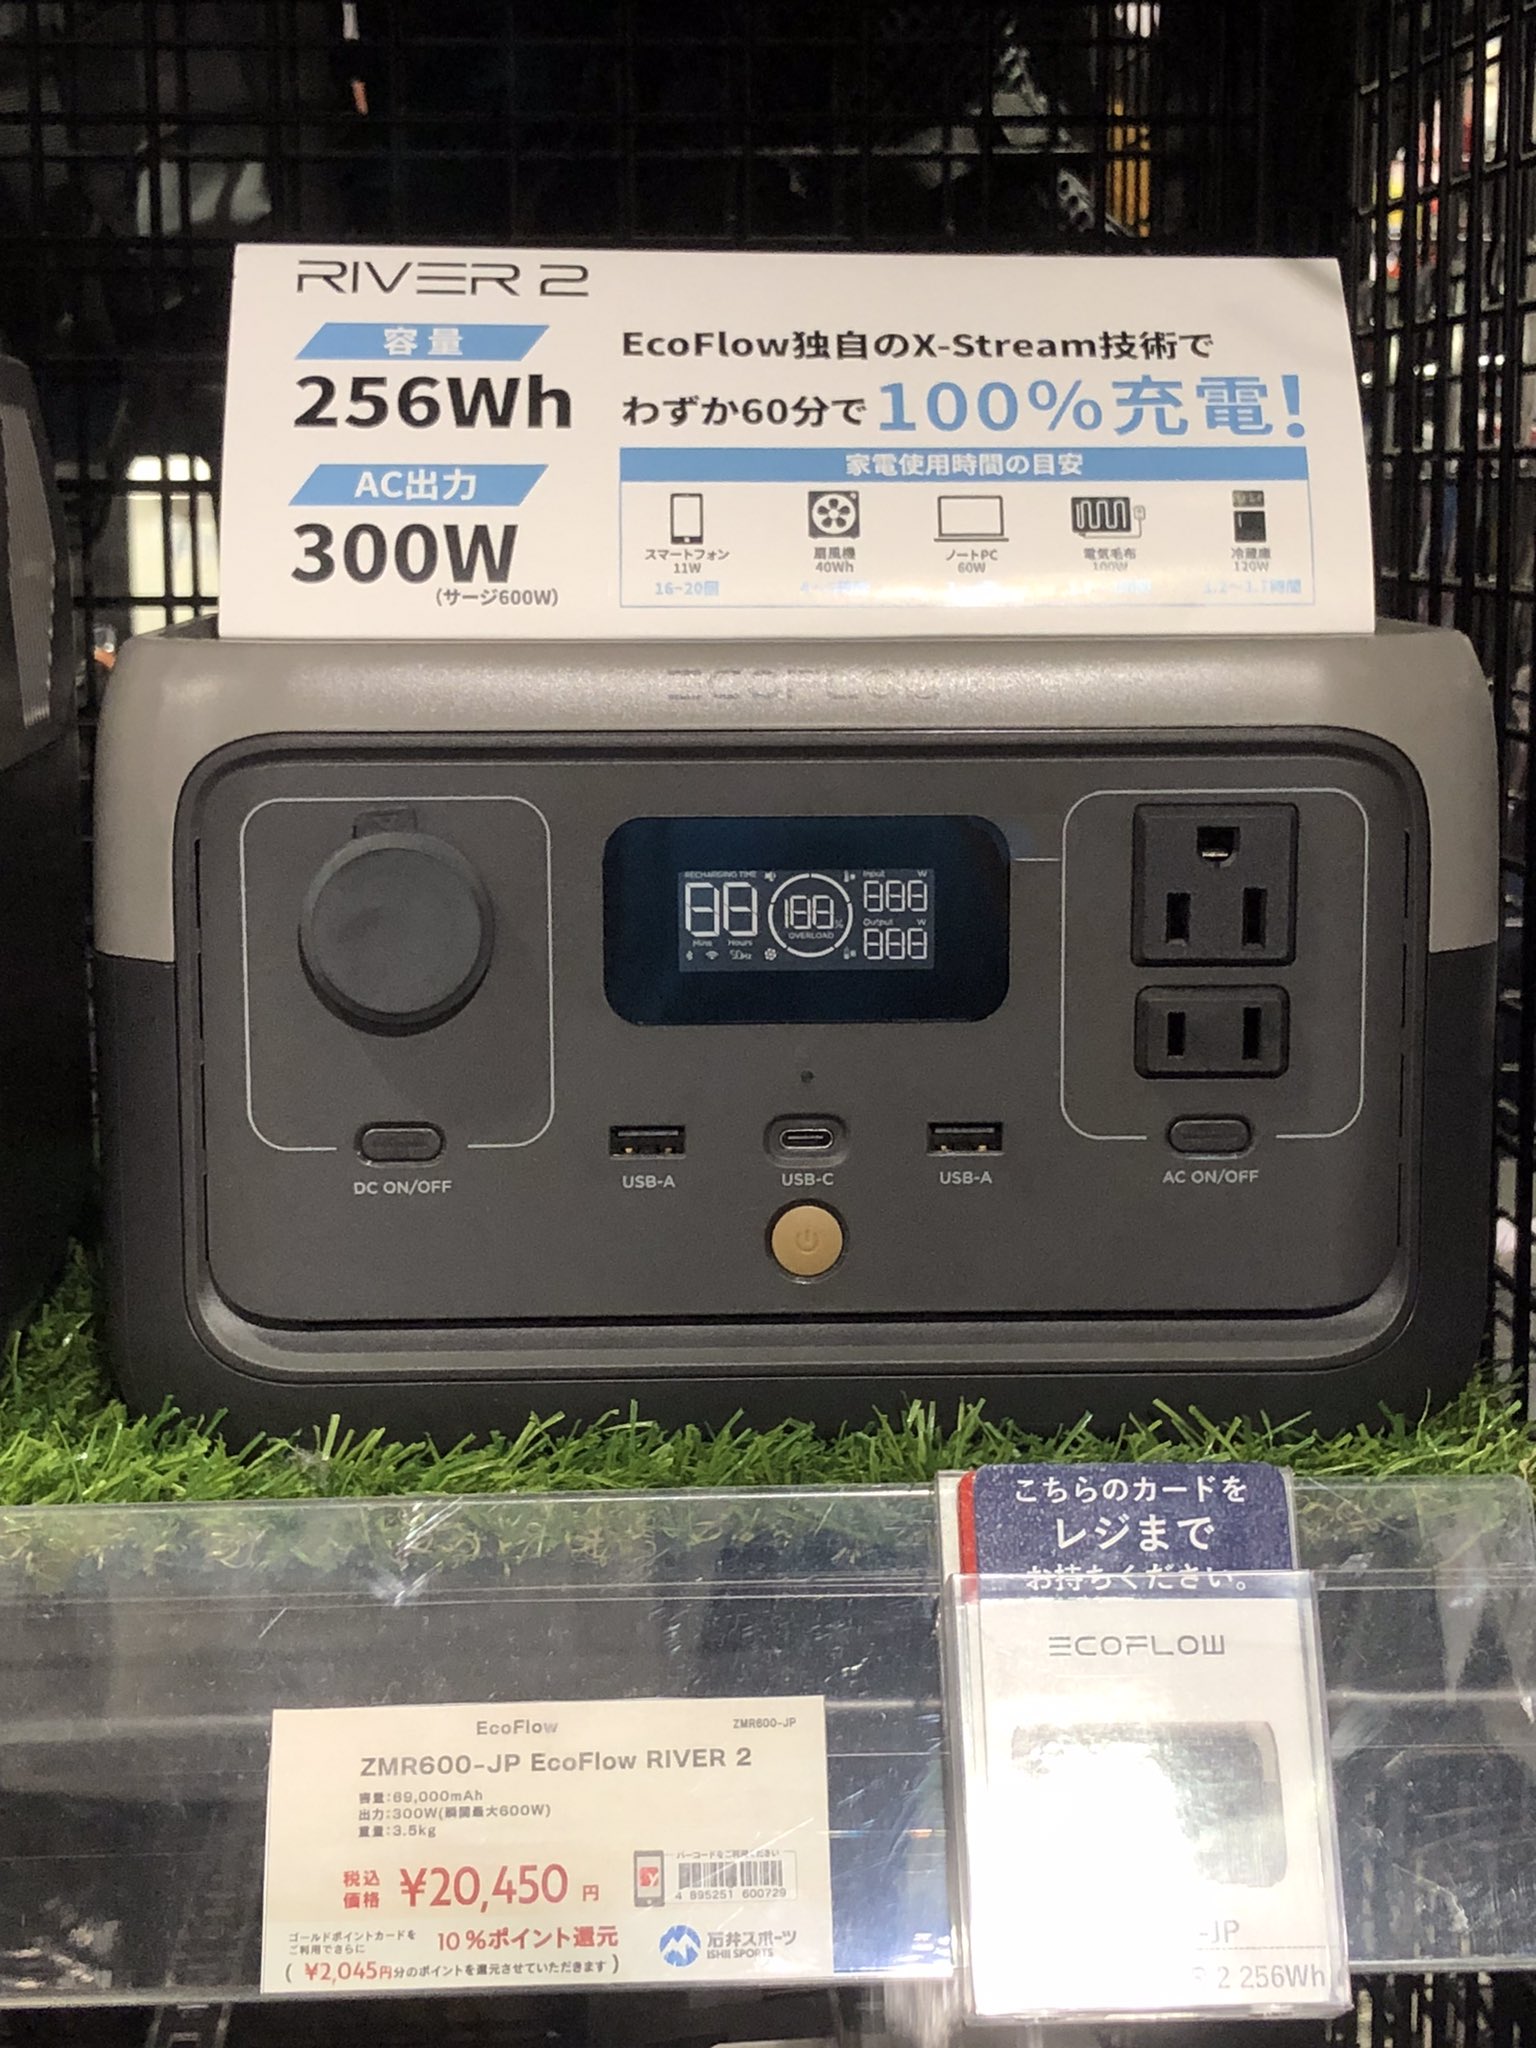 RIVER 2
容量
256Wh
AC出力
300W
(サージ600W)
EcoFlow独自のX-Stream技術で
わずか60分で100%充電!
家電使用時間の目安
スマートフォン
11W
16-20回
扇風機
40Wh
ノートPC
60W
電気毛布
100W
冷蔵庫
120W
ECOFLOW
RECHARGING TIME
88
Mins Hours
188%
OVERLOAD
50Hz
Input W
888
Output W
888
DC ON/OFF
USB-A
USB-C
USB-A
AC ON/OFF
こちらのカードを
レジまで
お持ちください。
ECOFLOW
-JP
2 256Wh
EcoFlow
ZMR600-JP
ZMR600-JP EcoFlow RIVER 2
容量:69,000mAh
出力:300W(瞬間最大600W)
重量:3.5kg
税込
価格
¥20,450円
バーコードをご利用ください
4 895251 600729
ゴールドポイントカードを
ご利用でさらに
10%ポイント還元
(¥2,045円分のポイントを還元させていただきます)
石井スポーツ
ISHII SPORTS